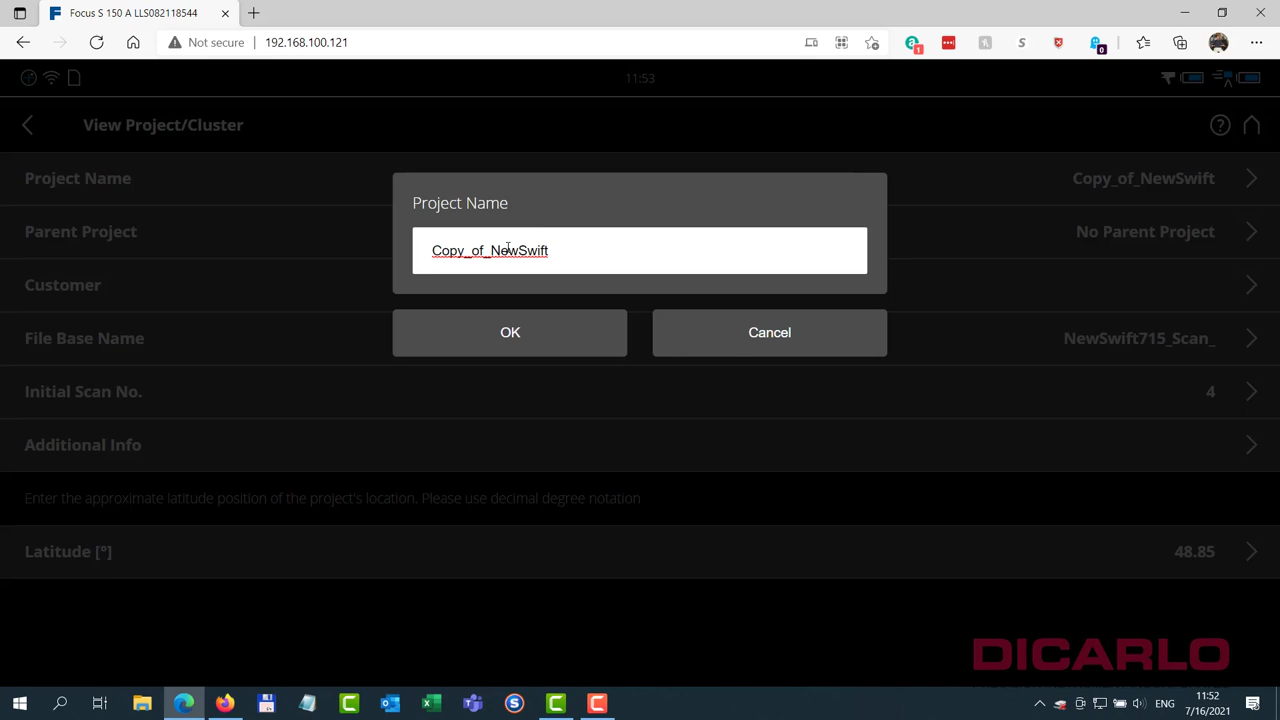 Focus S 150 A LLS082118544
Not secure
192.168.100.121
1
0
11:53
View Project/Cluster
Project Name
Copy_of_NewSwift
Parent Project
No Parent Project
Customer
File Base Name
NewSwift715_Scan_
Initial Scan No.
4
Additional Info
Enter the approximate latitude position of the project's location. Please use decimal degree notation
Latitude [°]
48.85
Project Name
Copy_of_NewSwift
OK
Cancel
DICARLO
ENG
11:52
7/16/2021